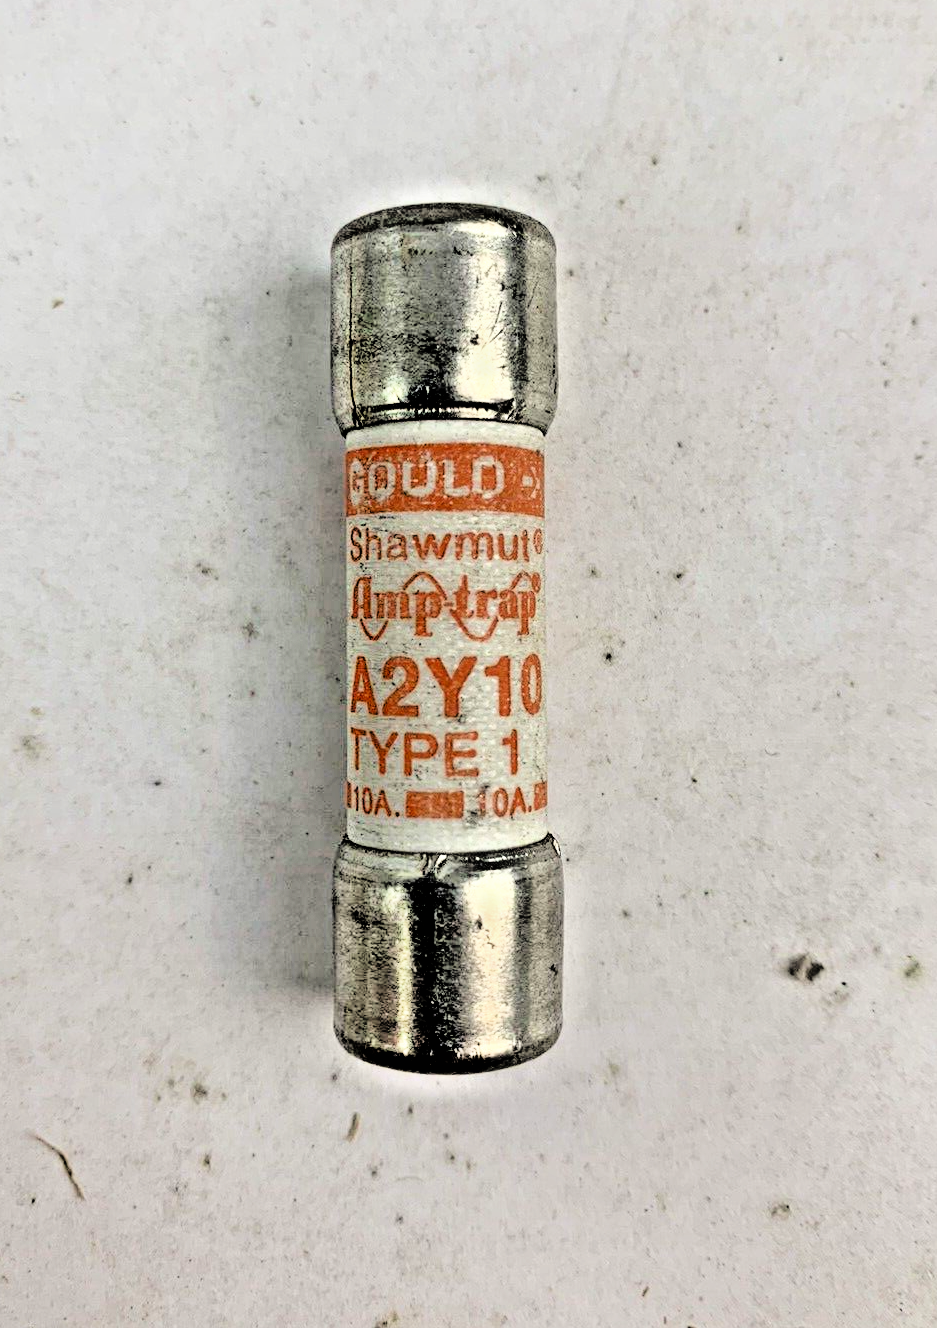 GOULD
Shawmut®
Amp-trap®
A2Y10
TYPE 1
10A. 10A.